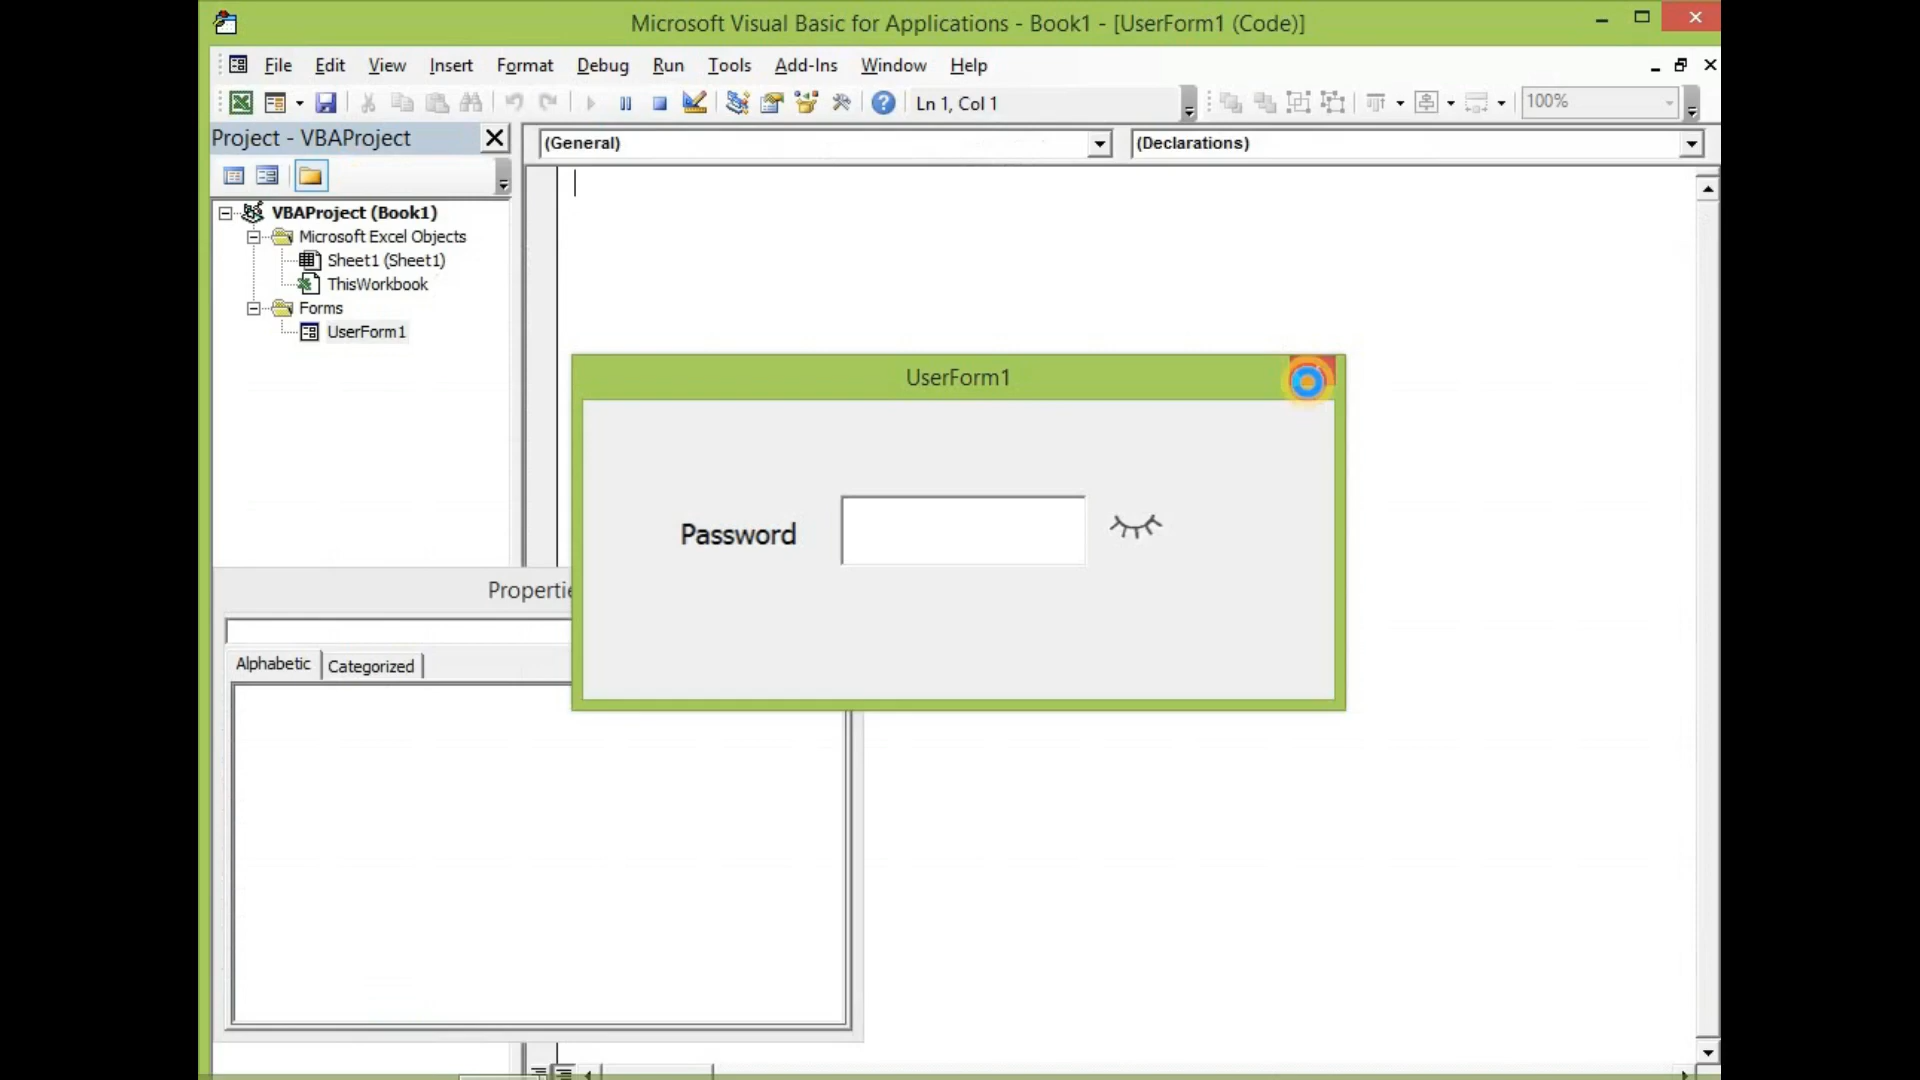 Microsoft Visual Basic for Applications - Book1 - [UserForm1 (Code)]
File Edit View Insert Format Debug Run Tools Add-Ins Window Help
Ln 1, Col 1
100%
Project - VBAProject
(General)
(Declarations)
VBAProject (Book1)
Microsoft Excel Objects
Sheet1 (Sheet1)
ThisWorkbook
Forms
UserForm1
UserForm1
Password
Propertie
Alphabetic
Categorized